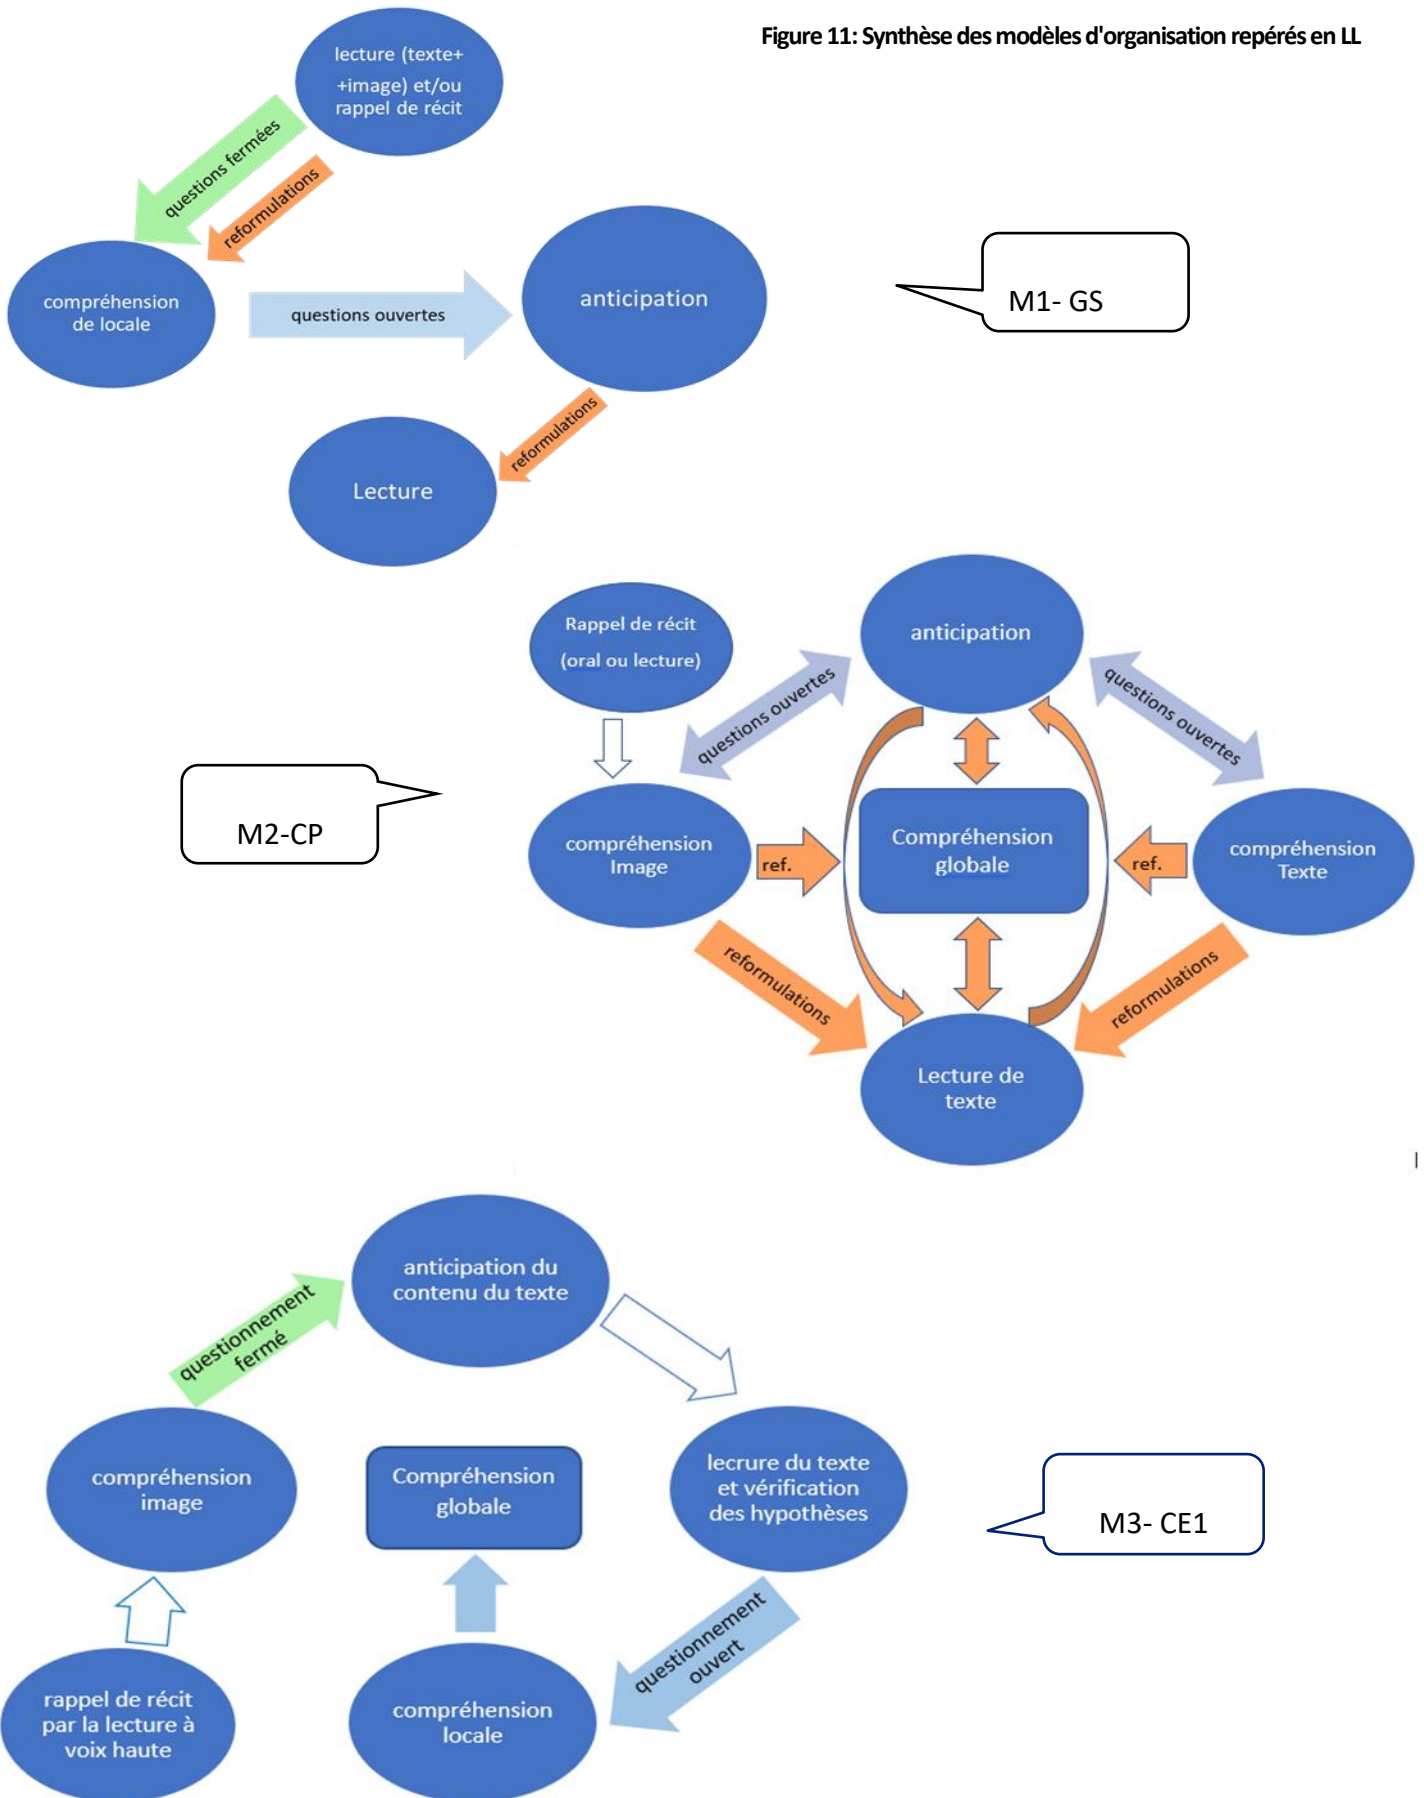 Figure 11: Synthèse des modèles d'organisation repérés en LL
lecture (texte+
+image) et/ou
rappel de récit
questions fermées
reformulations
compréhension
de locale
questions ouvertes
anticipation
M1- GS
reformulations
Lecture
Rappel de récit
(oral ou lecture)
anticipation
questions ouvertes
questions ouvertes
M2-CP
compréhension
Image
ref.
Compréhension
globale
ref.
compréhension
Texte
reformulations
reformulations
Lecture de
texte
anticipation du
contenu du texte
questionnement
fermé
compréhension
image
Compréhension
globale
lecrure du texte
et vérification
des hypothèses
M3- CE1
questionnement
ouvert
rappel de récit
par la lecture à
voix haute
compréhension
locale